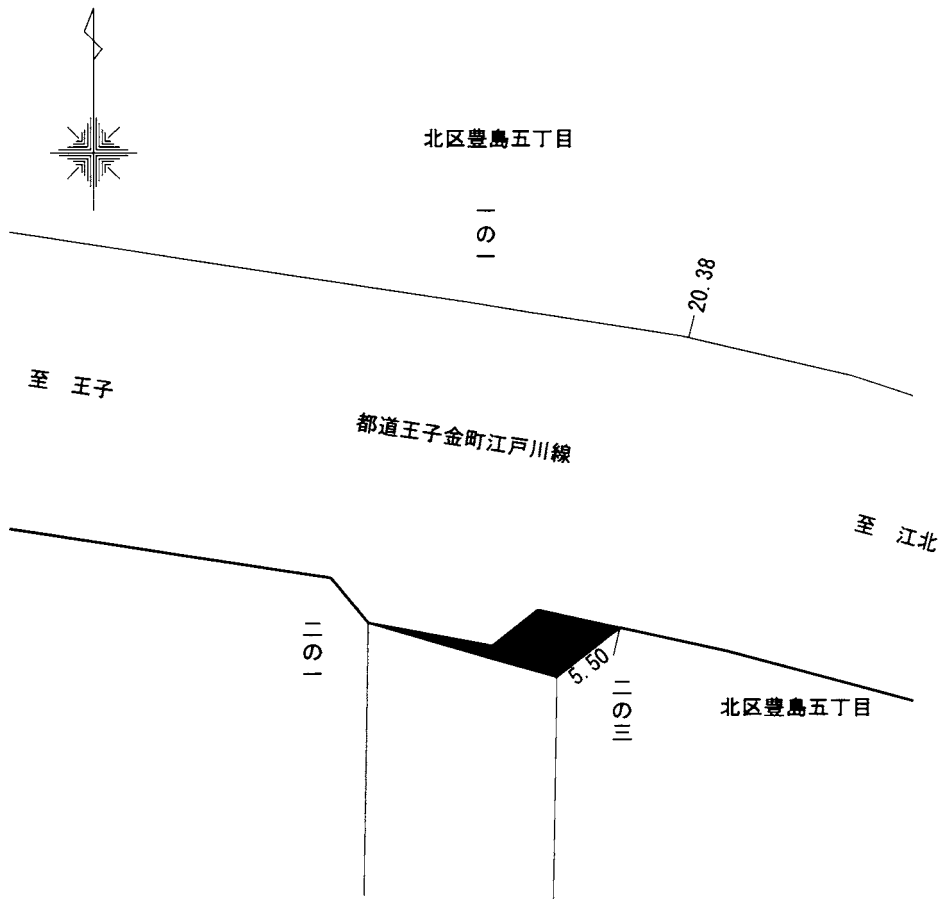 北区豊島五丁目
一の一
20.38
至 王子
都道王子金町江戸川線
至 江北
二の一
5.50
二の三
北区豊島五丁目